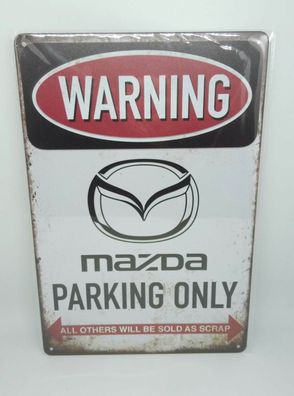 WARNING
mazda
PARKING ONLY
ALL OTHERS WILL BE SOLD AS SCRAP